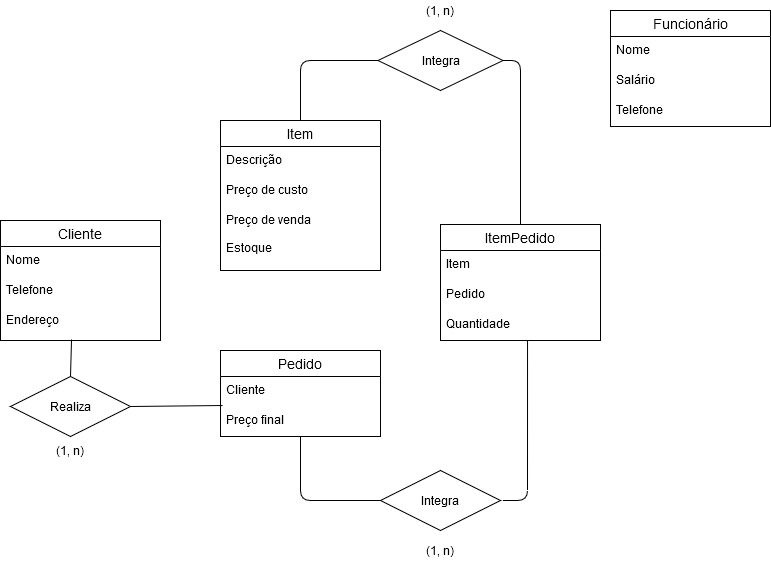 (1, n)
Integra
Funcionário
Nome
Salário
Telefone
Item
Descrição
Preço de custo
Preço de venda
Estoque
Cliente
Nome
Telefone
Endereço
ItemPedido
Item
Pedido
Quantidade
Realiza
(1, n)
Pedido
Cliente
Preço final
Integra
(1, n)